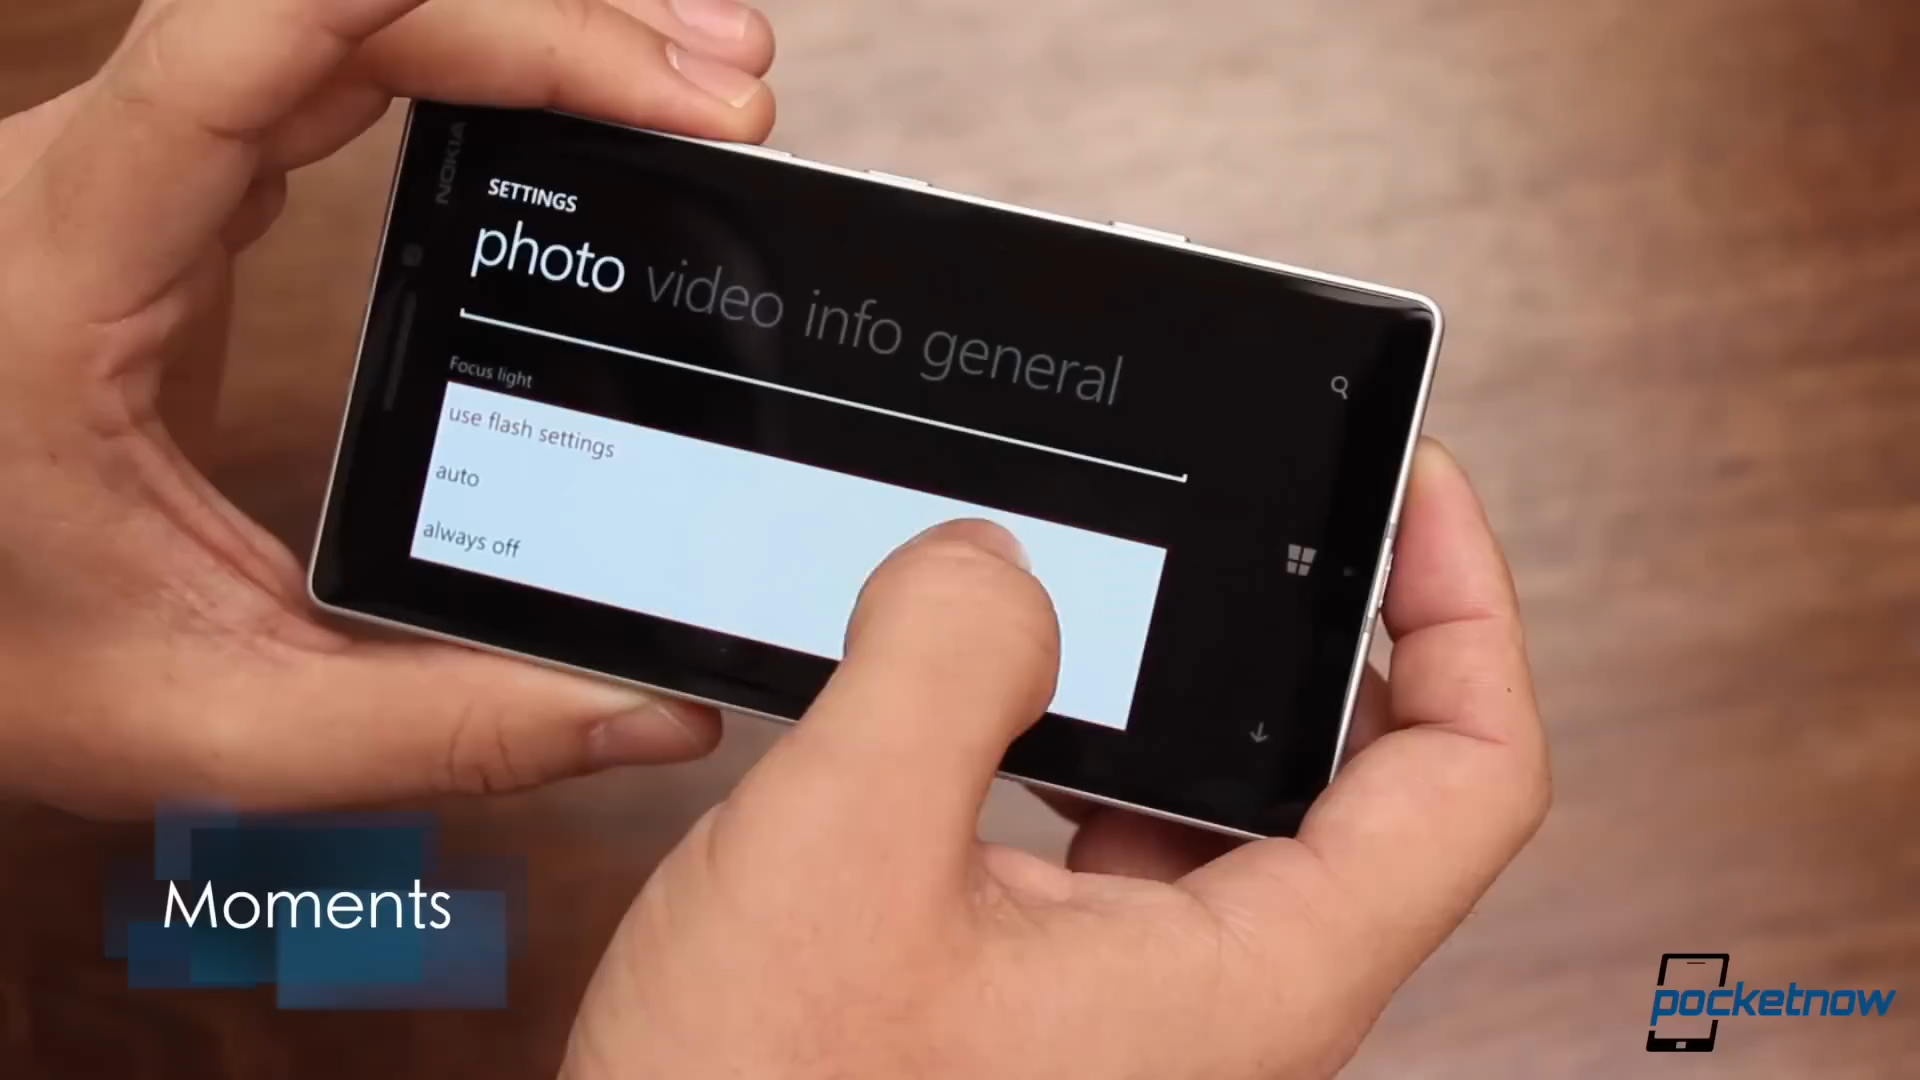 NOKIA
SETTINGS
photo video info general
Focus light
use flash settings
auto
always off
Moments
pocketnow